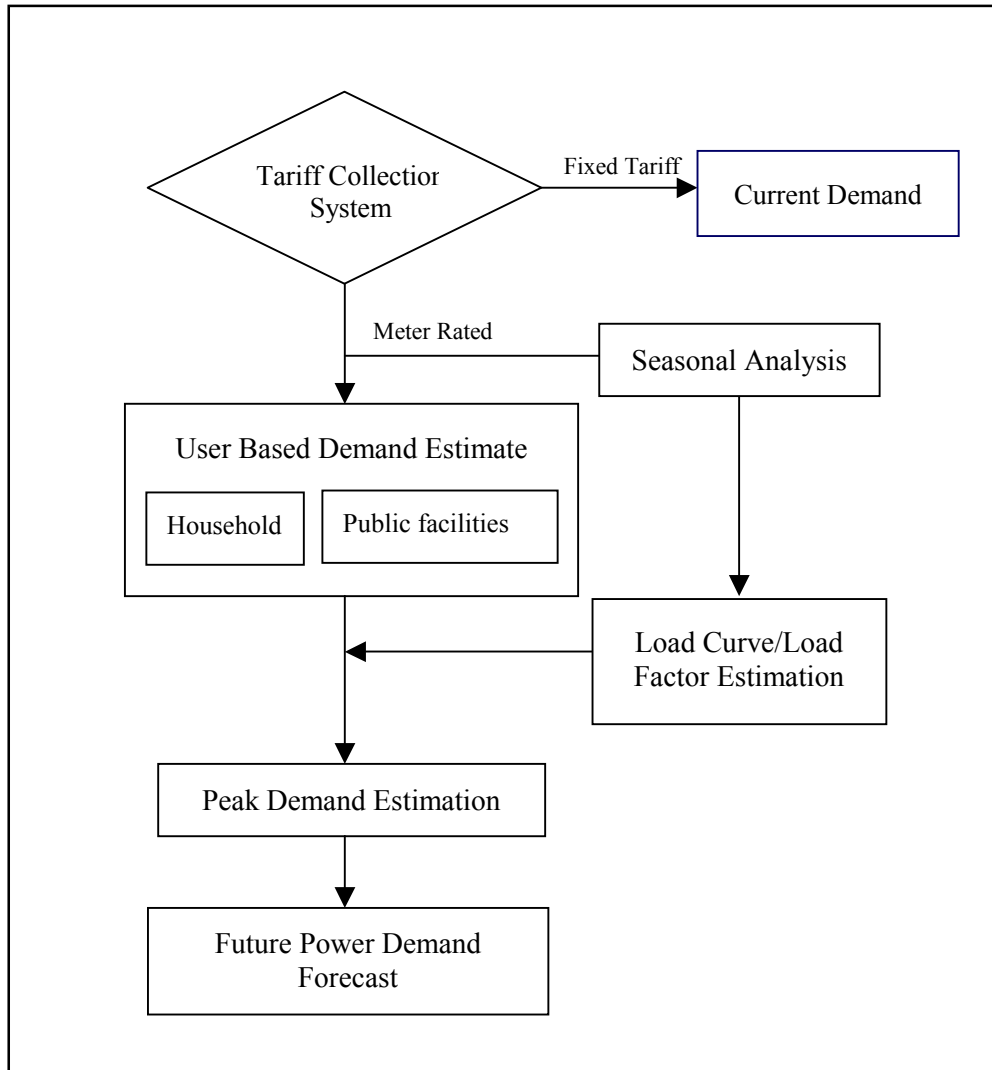 Tariff Collection
System
Fixed Tariff
Current Demand
Meter Rated
Seasonal Analysis
User Based Demand Estimate
Household
Public facilities
Load Curve/Load
Factor Estimation
Peak Demand Estimation
Future Power Demand
Forecast